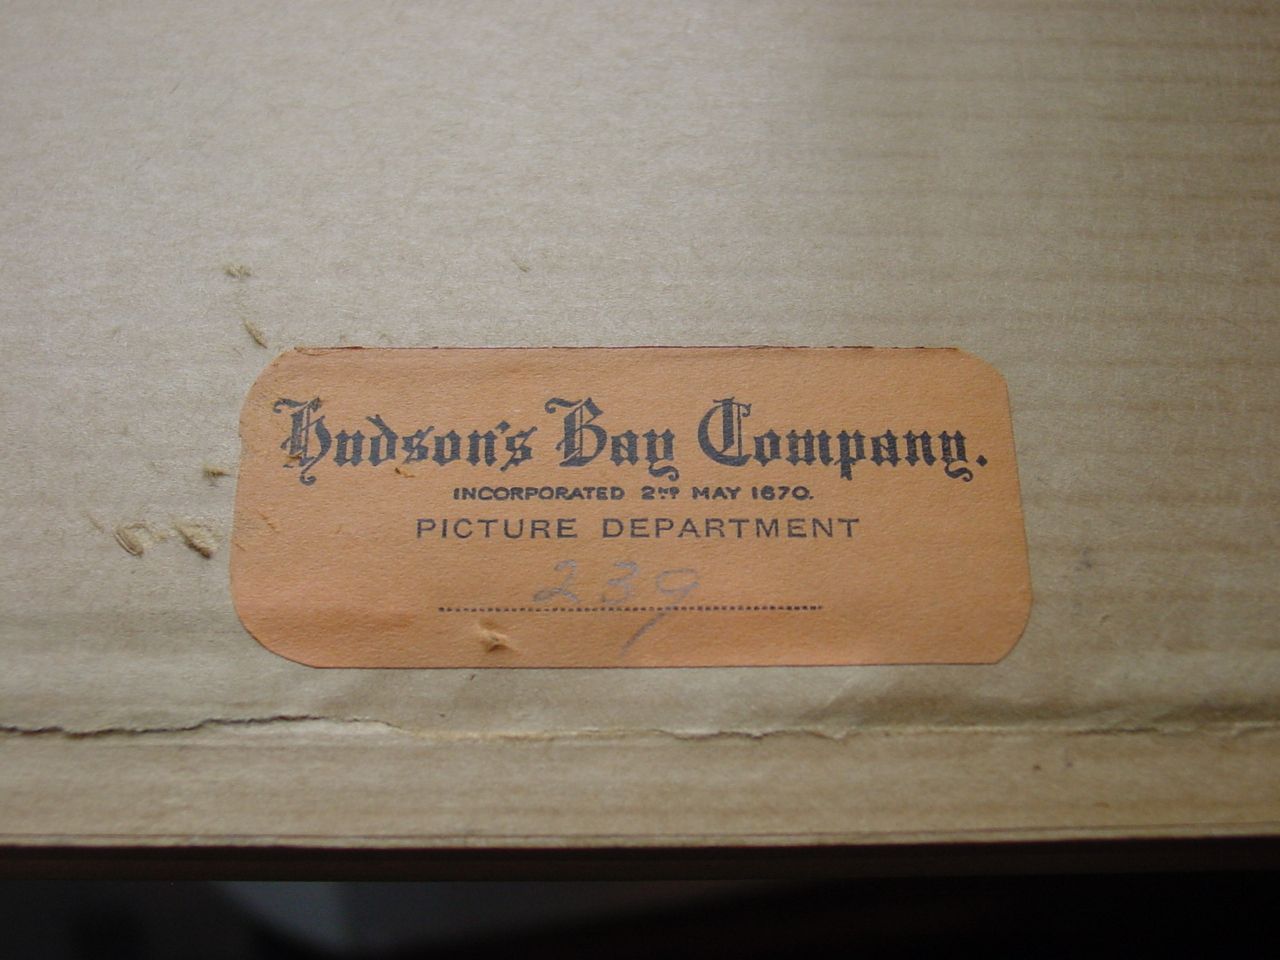 Hudson's Bay Company.
INCORPORATED 2ND MAY 1670.
PICTURE DEPARTMENT
239